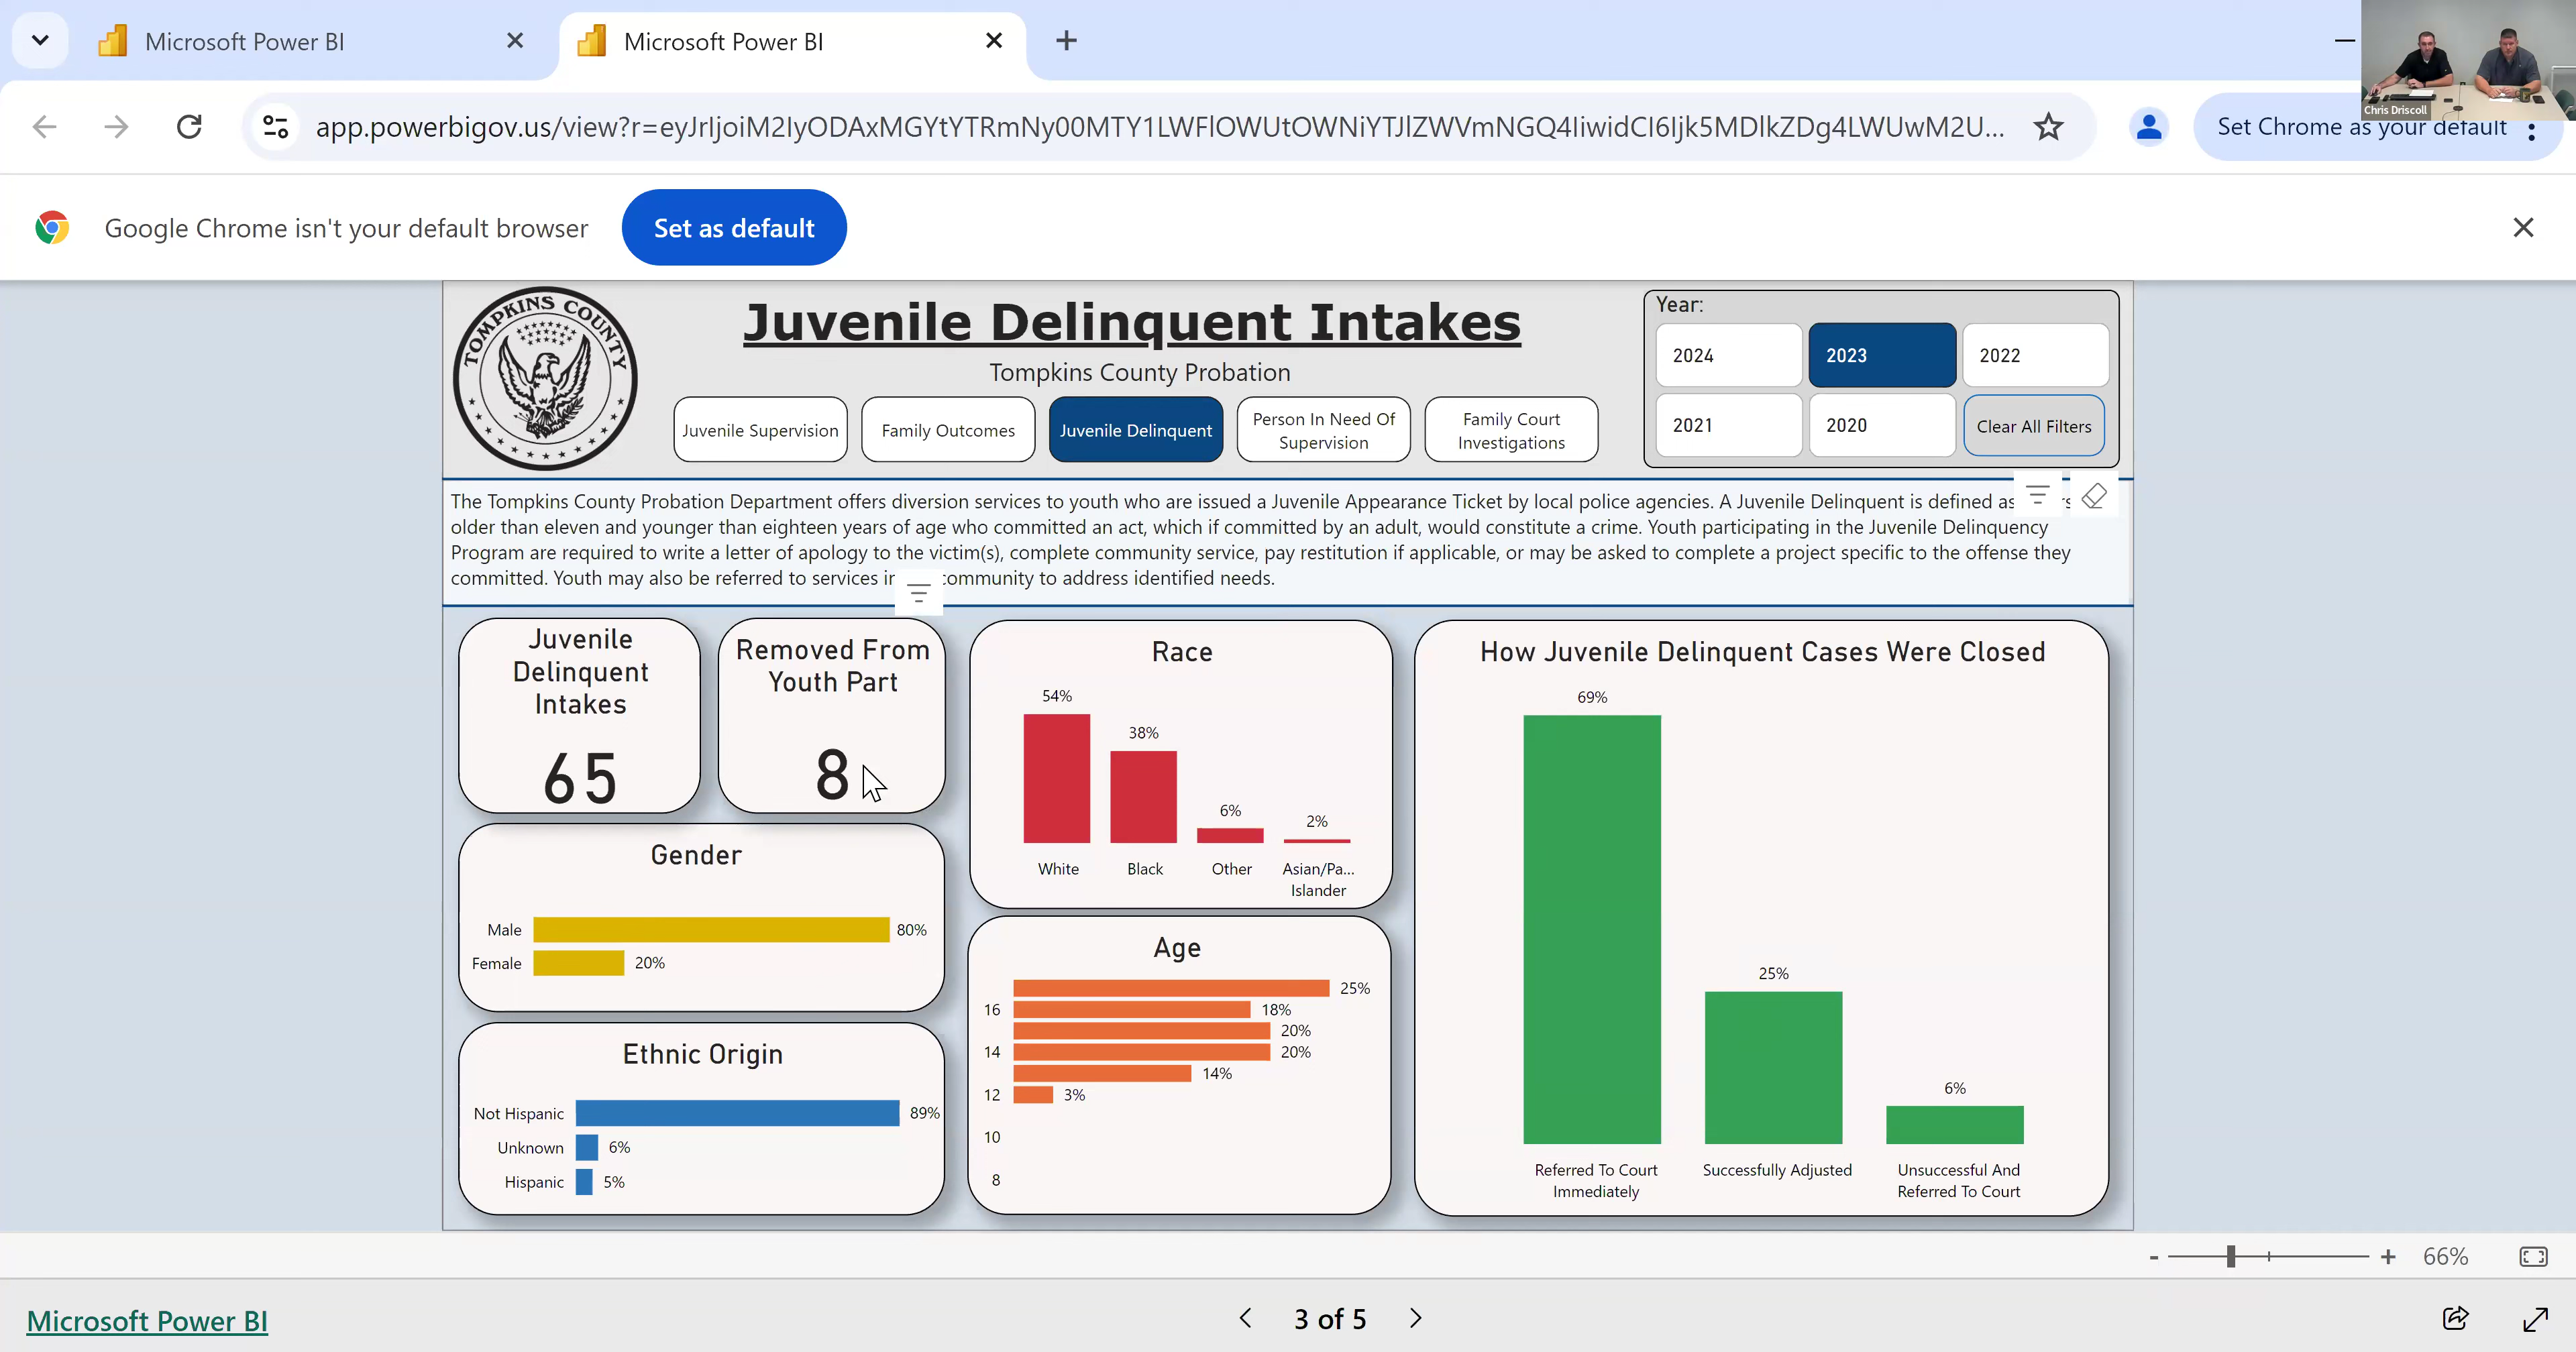 Microsoft Power BI
Microsoft Power BI
Chris Driscoll
app.powerbigov.us/view?r=eyJrIjoiM2IyODAxMGYtYTRmNy00MTY1LWFlOWUtOWNiYTJlZWVmNGQ4IiwidCI6Ijk5MDlkZDg4LWUwM2U...
Set Chrome as your default
Google Chrome isn't your default browser
Set as default
TOMPKINS COUNTY
Juvenile Delinquent Intakes
Tompkins County Probation
Juvenile Supervision
Family Outcomes
Juvenile Delinquent
Person In Need Of
Supervision
Family Court
Investigations
Year:
2024
2023
2022
2021
2020
Clear All Filters
The Tompkins County Probation Department offers diversion services to youth who are issued a Juvenile Appearance Ticket by local police agencies. A Juvenile Delinquent is defined as
older than eleven and younger than eighteen years of age who committed an act, which if committed by an adult, would constitute a crime. Youth participating in the Juvenile Delinquency
Program are required to write a letter of apology to the victim(s), complete community service, pay restitution if applicable, or may be asked to complete a project specific to the offense they
committed. Youth may also be referred to services community to address identified needs.
Juvenile
Delinquent
Intakes
65
Removed From
Youth Part
8
Gender
Male 80%
Female 20%
Ethnic Origin
Not Hispanic 89%
Unknown 6%
Hispanic 5%
Race
54%
38%
6%
2%
White
Black
Other
Asian/Pa...
Islander
Age
25%
16 18%
20%
14 20%
14%
12 3%
10
8
How Juvenile Delinquent Cases Were Closed
69%
25%
6%
Referred To Court
Immediately
Successfully Adjusted
Unsuccessful And
Referred To Court
- + 66%
Microsoft Power BI
3 of 5